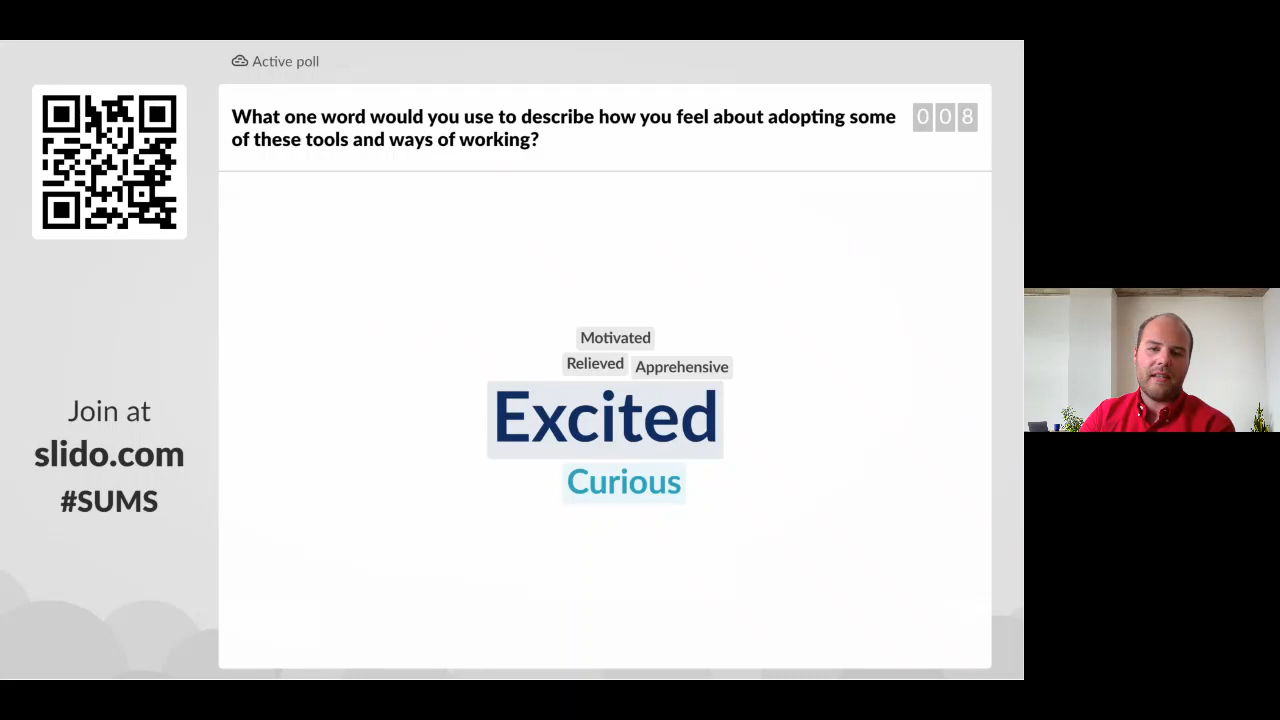 Active poll
What one word would you use to describe how you feel about adopting some
of these tools and ways of working?
008
Motivated
Relieved
Apprehensive
Excited
Curious
Join at
slido.com
#SUMS